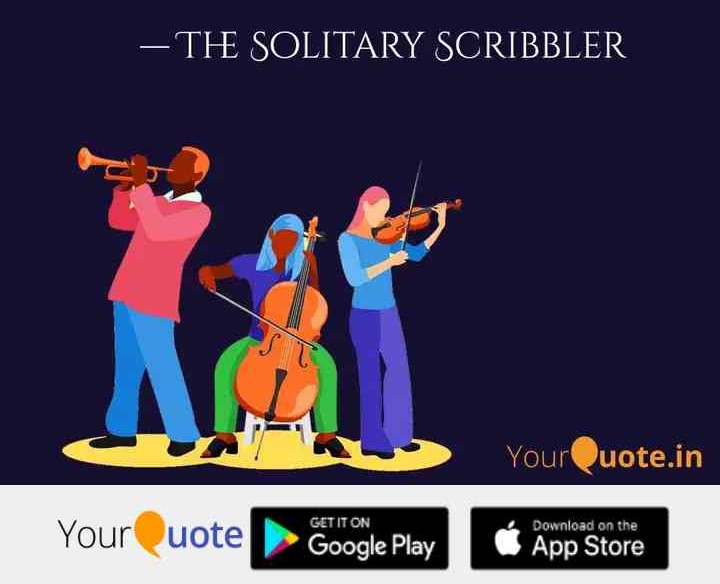 — THE SOLITARY SCRIBBLER
YourQuote.in
YourQuote
GET IT ON
Google Play
Download on the
App Store